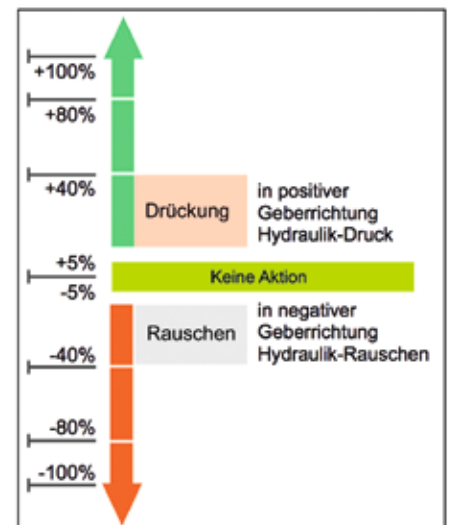 +100%
+80%
+40%
Drückung
in positiver
Geberrichtung
Hydraulik-Druck
+5%
-5%
Keine Aktion
Rauschen
in negativer
Geberrichtung
Hydraulik-Rauschen
-40%
-80%
-100%